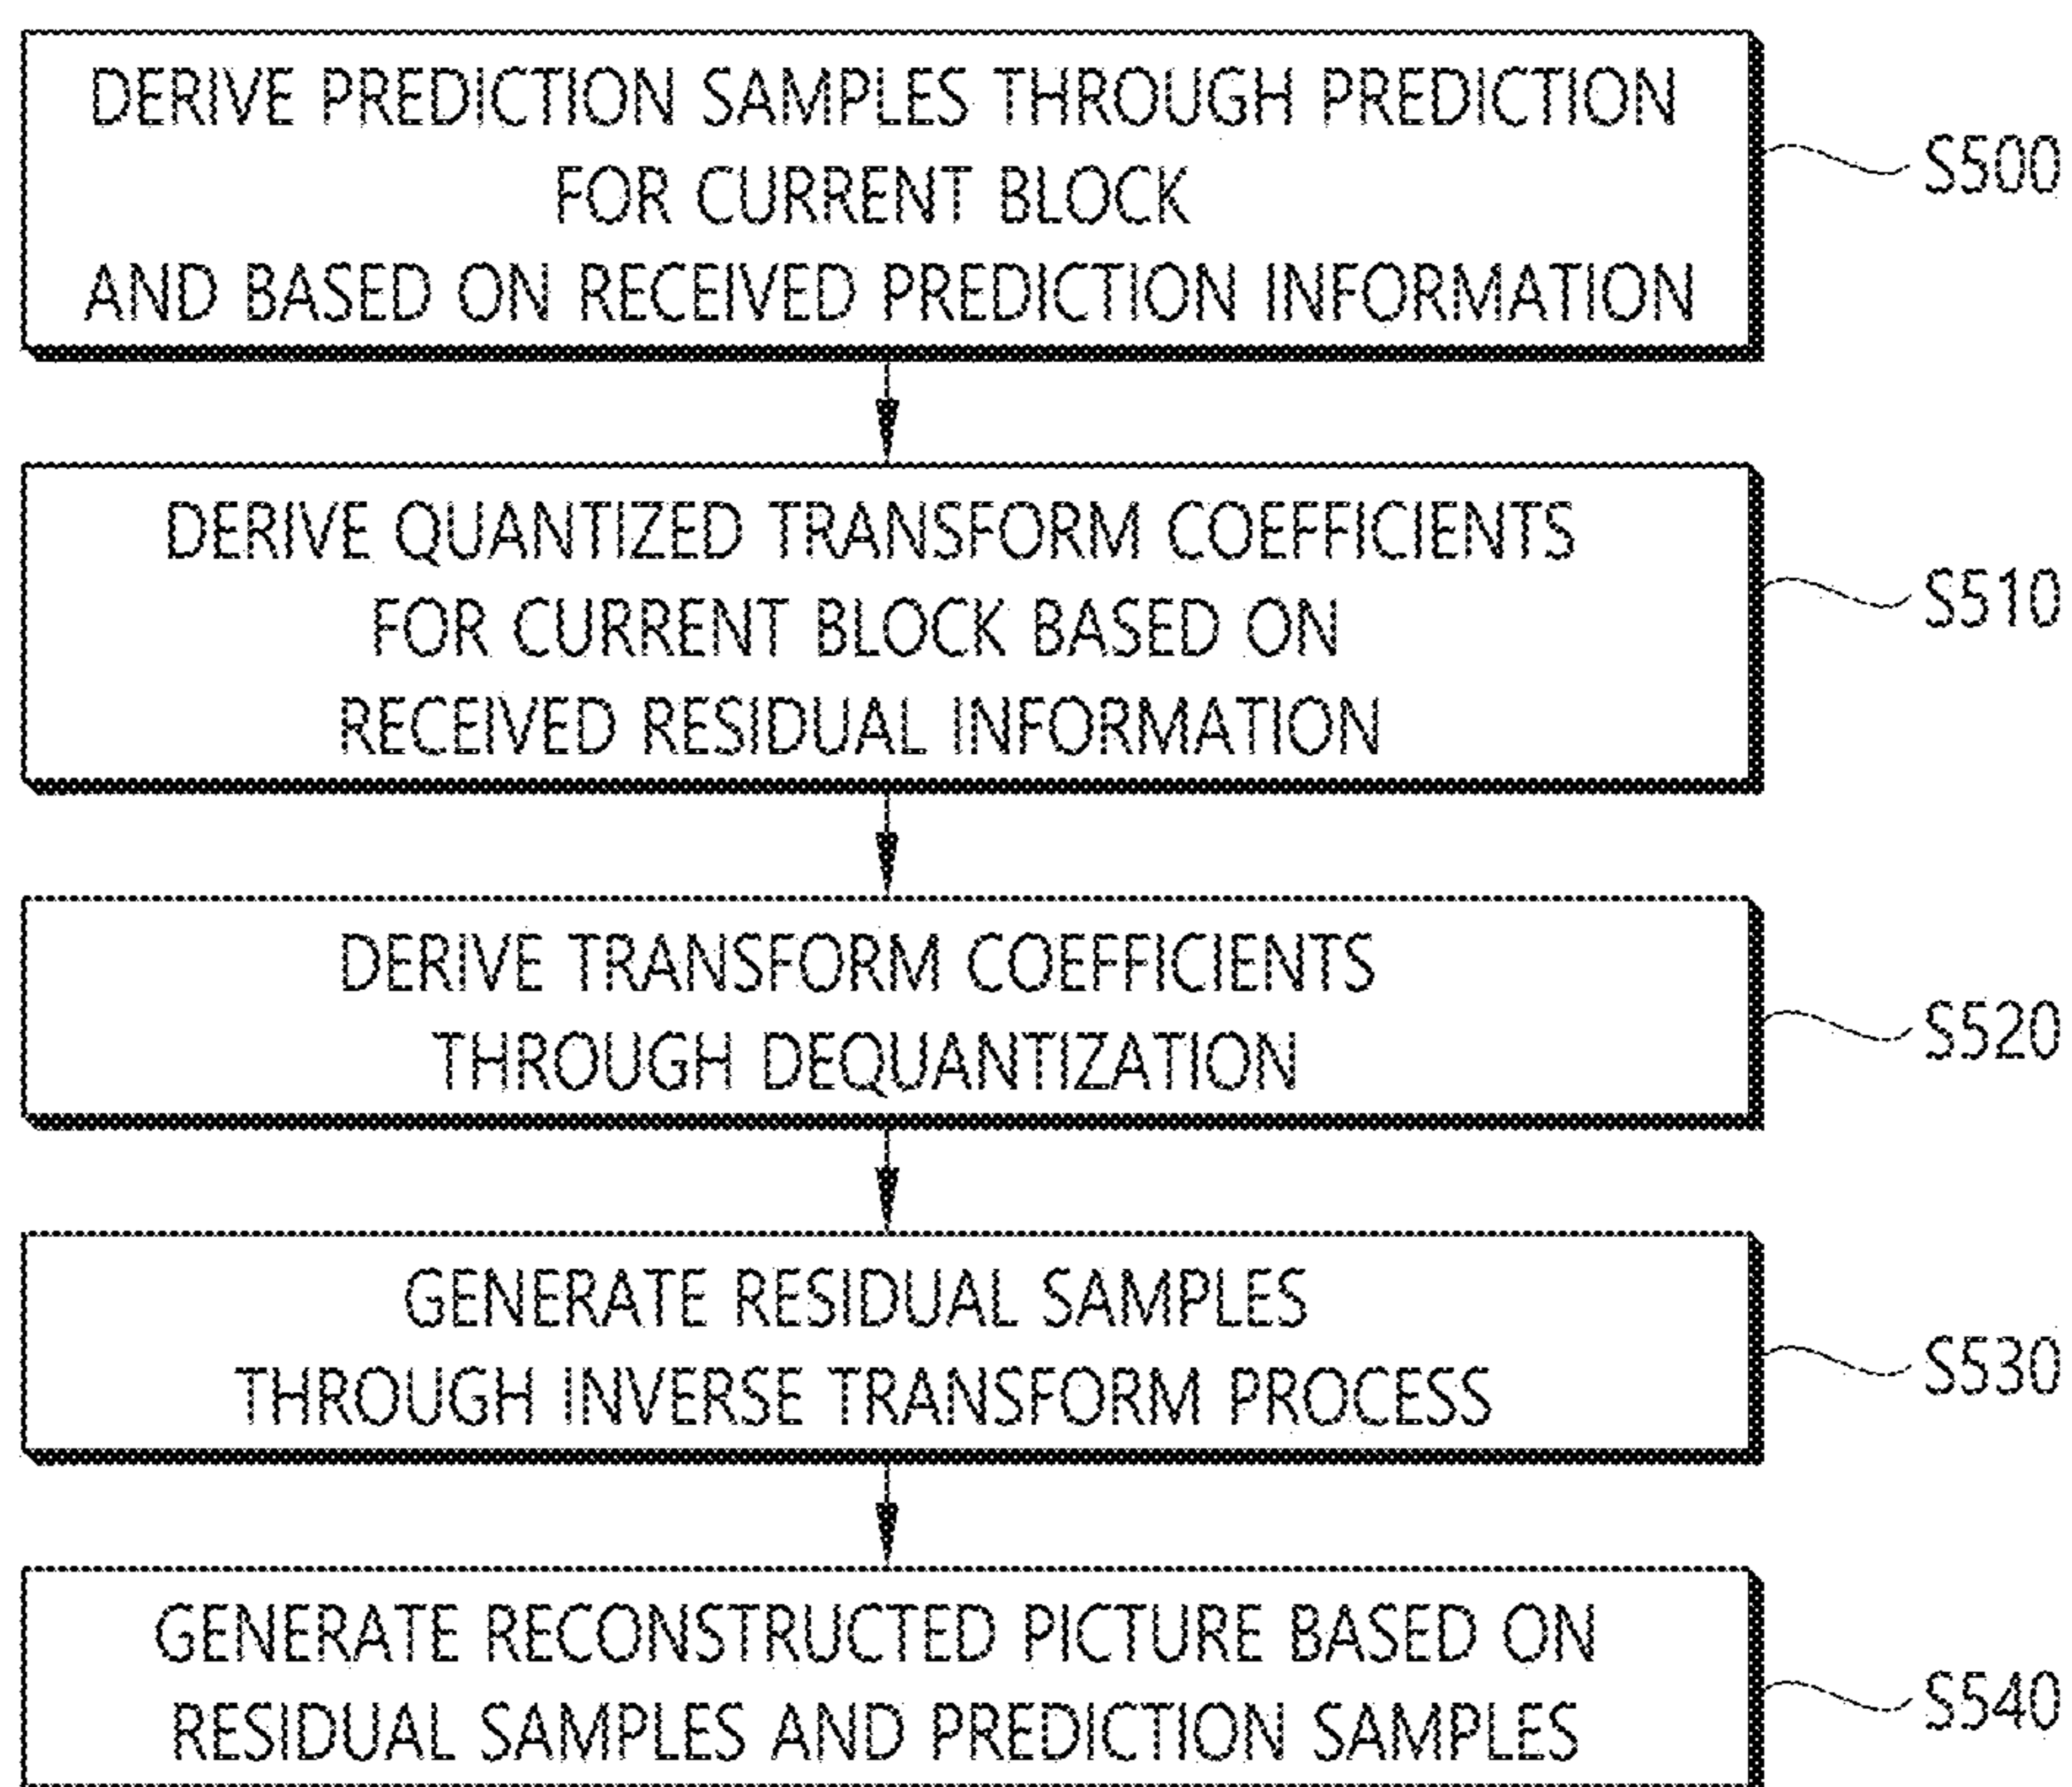 DERIVE PREDICTION SAMPLES THROUGH PREDICTION
FOR CURRENT BLOCK
AND BASED ON RECEIVED PREDICTION INFORMATION
S500
DERIVE QUANTIZED TRANSFORM COEFFICIENTS
FOR CURRENT BLOCK BASED ON
RECEIVED RESIDUAL INFORMATION
S510
DERIVE TRANSFORM COEFFICIENTS
THROUGH DEQUANTIZATION
S520
GENERATE RESIDUAL SAMPLES
THROUGH INVERSE TRANSFORM PROCESS
S530
GENERATE RECONSTRUCTED PICTURE BASED ON
RESIDUAL SAMPLES AND PREDICTION SAMPLES
S540